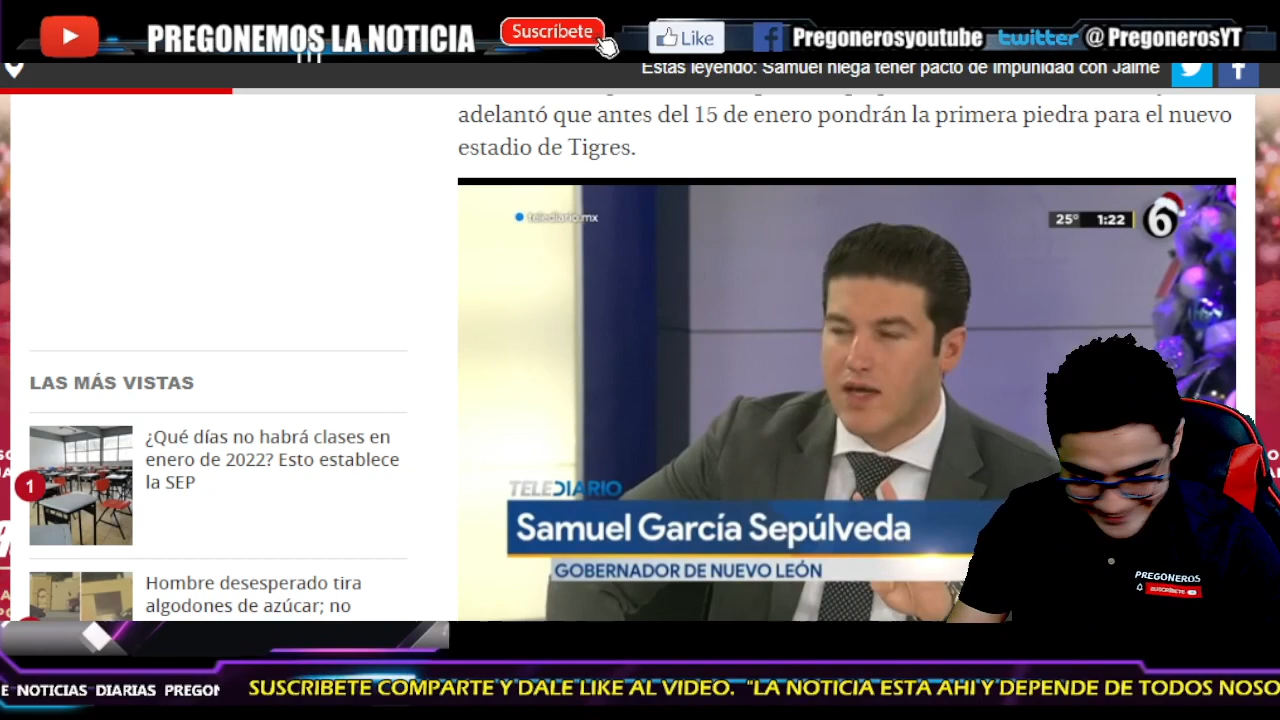 PREGONEMOS LA NOTICIA
Suscríbete
Like
f
Pregonerosyoutube
twitter
@PregonerosYT
Estás leyendo: Samuel niega tener pacto de impunidad con Jaime
adelantó que antes del 15 de enero pondrán la primera piedra para el nuevo
estadio de Tigres.
telediario.mx
25° 1:22
6
LAS MÁS VISTAS
1
¿Qué días no habrá clases en
enero de 2022? Esto establece
la SEP
Hombre desesperado tira
algodones de azúcar; no
TELEDIARIO
Samuel García Sepúlveda
GOBERNADOR DE NUEVO LEÓN
PREGONEROS
SUSCRIBETE
E NOTICIAS DIARIAS PREGON
SUSCRIBETE COMPARTE Y DALE LIKE AL VIDEO. "LA NOTICIA ESTA AHI Y DEPENDE DE TODOS NOSO